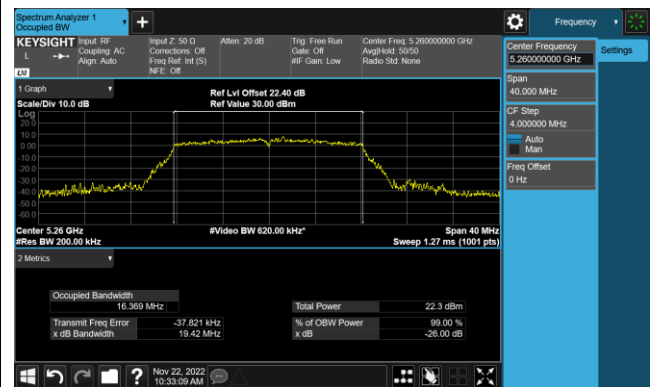 Spectrum Analyzer 1
Occupied BW
Frequency
KEYSIGHT
L
Input: RF
Coupling: AC
Align: Auto
Input Z: 50 Ω
Corrections: Off
Freq Ref: Int (S)
NFE: Off
Atten: 20 dB
Trig: Free Run
Gate: Off
#IF Gain: Low
Center Freq: 5.260000000 GHz
Avg|Hold: 50/50
Radio Std: None
Center Frequency
5.260000000 GHz
Settings
Span
40.000 MHz
CF Step
4.000000 MHz
Auto
Man
Freq Offset
0 Hz
1 Graph
Scale/Div 10.0 dB
Ref Lvl Offset 22.40 dB
Ref Value 30.00 dBm
Log
20.0
10.0
0.00
-10.0
-20.0
-30.0
-40.0
-50.0
-60.0
Center 5.26 GHz
#Video BW 620.00 kHz*
Span 40 MHz
#Res BW 200.00 kHz
Sweep 1.27 ms (1001 pts)
2 Metrics
Occupied Bandwidth
16.369 MHz
Total Power
22.3 dBm
Transmit Freq Error
-37.821 kHz
% of OBW Power
99.00 %
x dB Bandwidth
19.42 MHz
x dB
-26.00 dB
?
Nov 22, 2022
10:33:09 AM